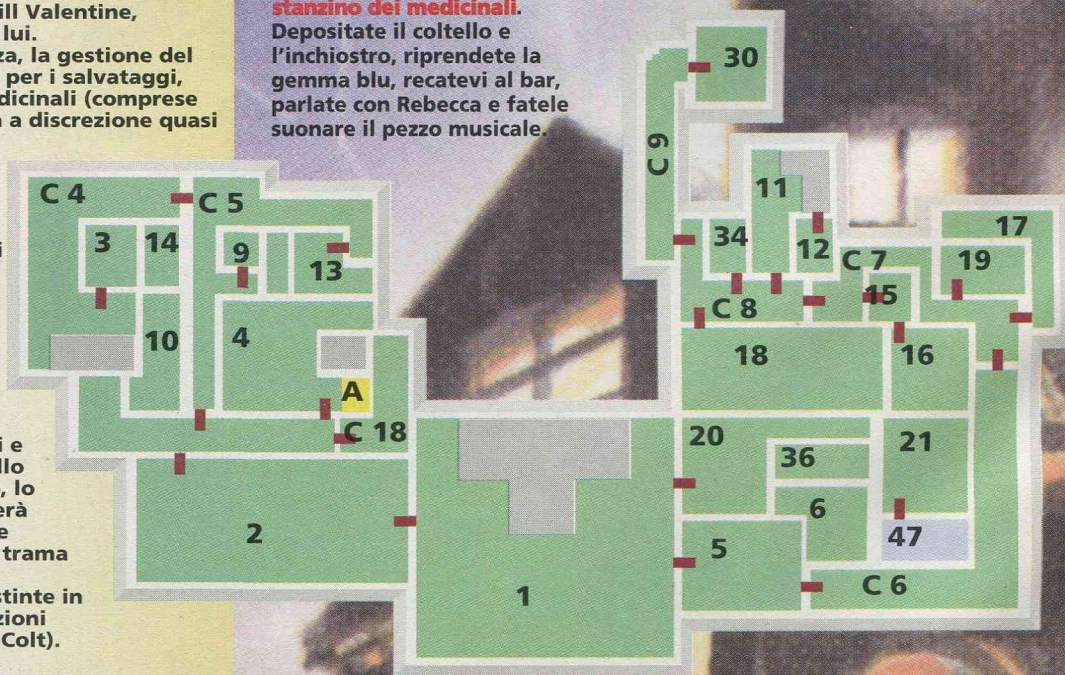 ill Valentine,
lui.
za, la gestione del
per i salvataggi,
dicinali (comprese
a discrezione quasi
i e
llo
, lo
erà
e
trama
stinte in
zioni
Colt).
stanzino dei medicinali.
Depositate il coltello e
l'inchiostro, riprendete la
gemma blu, recatevi al bar,
parlate con Rebecca e fatele
suonare il pezzo musicale.
30
C 9
11
34
12
17
C 7
19
15
C 8
18
16
C 4
C 5
3
14
9
13
10
4
A
C 18
20
36
21
6
47
2
5
1
C 6